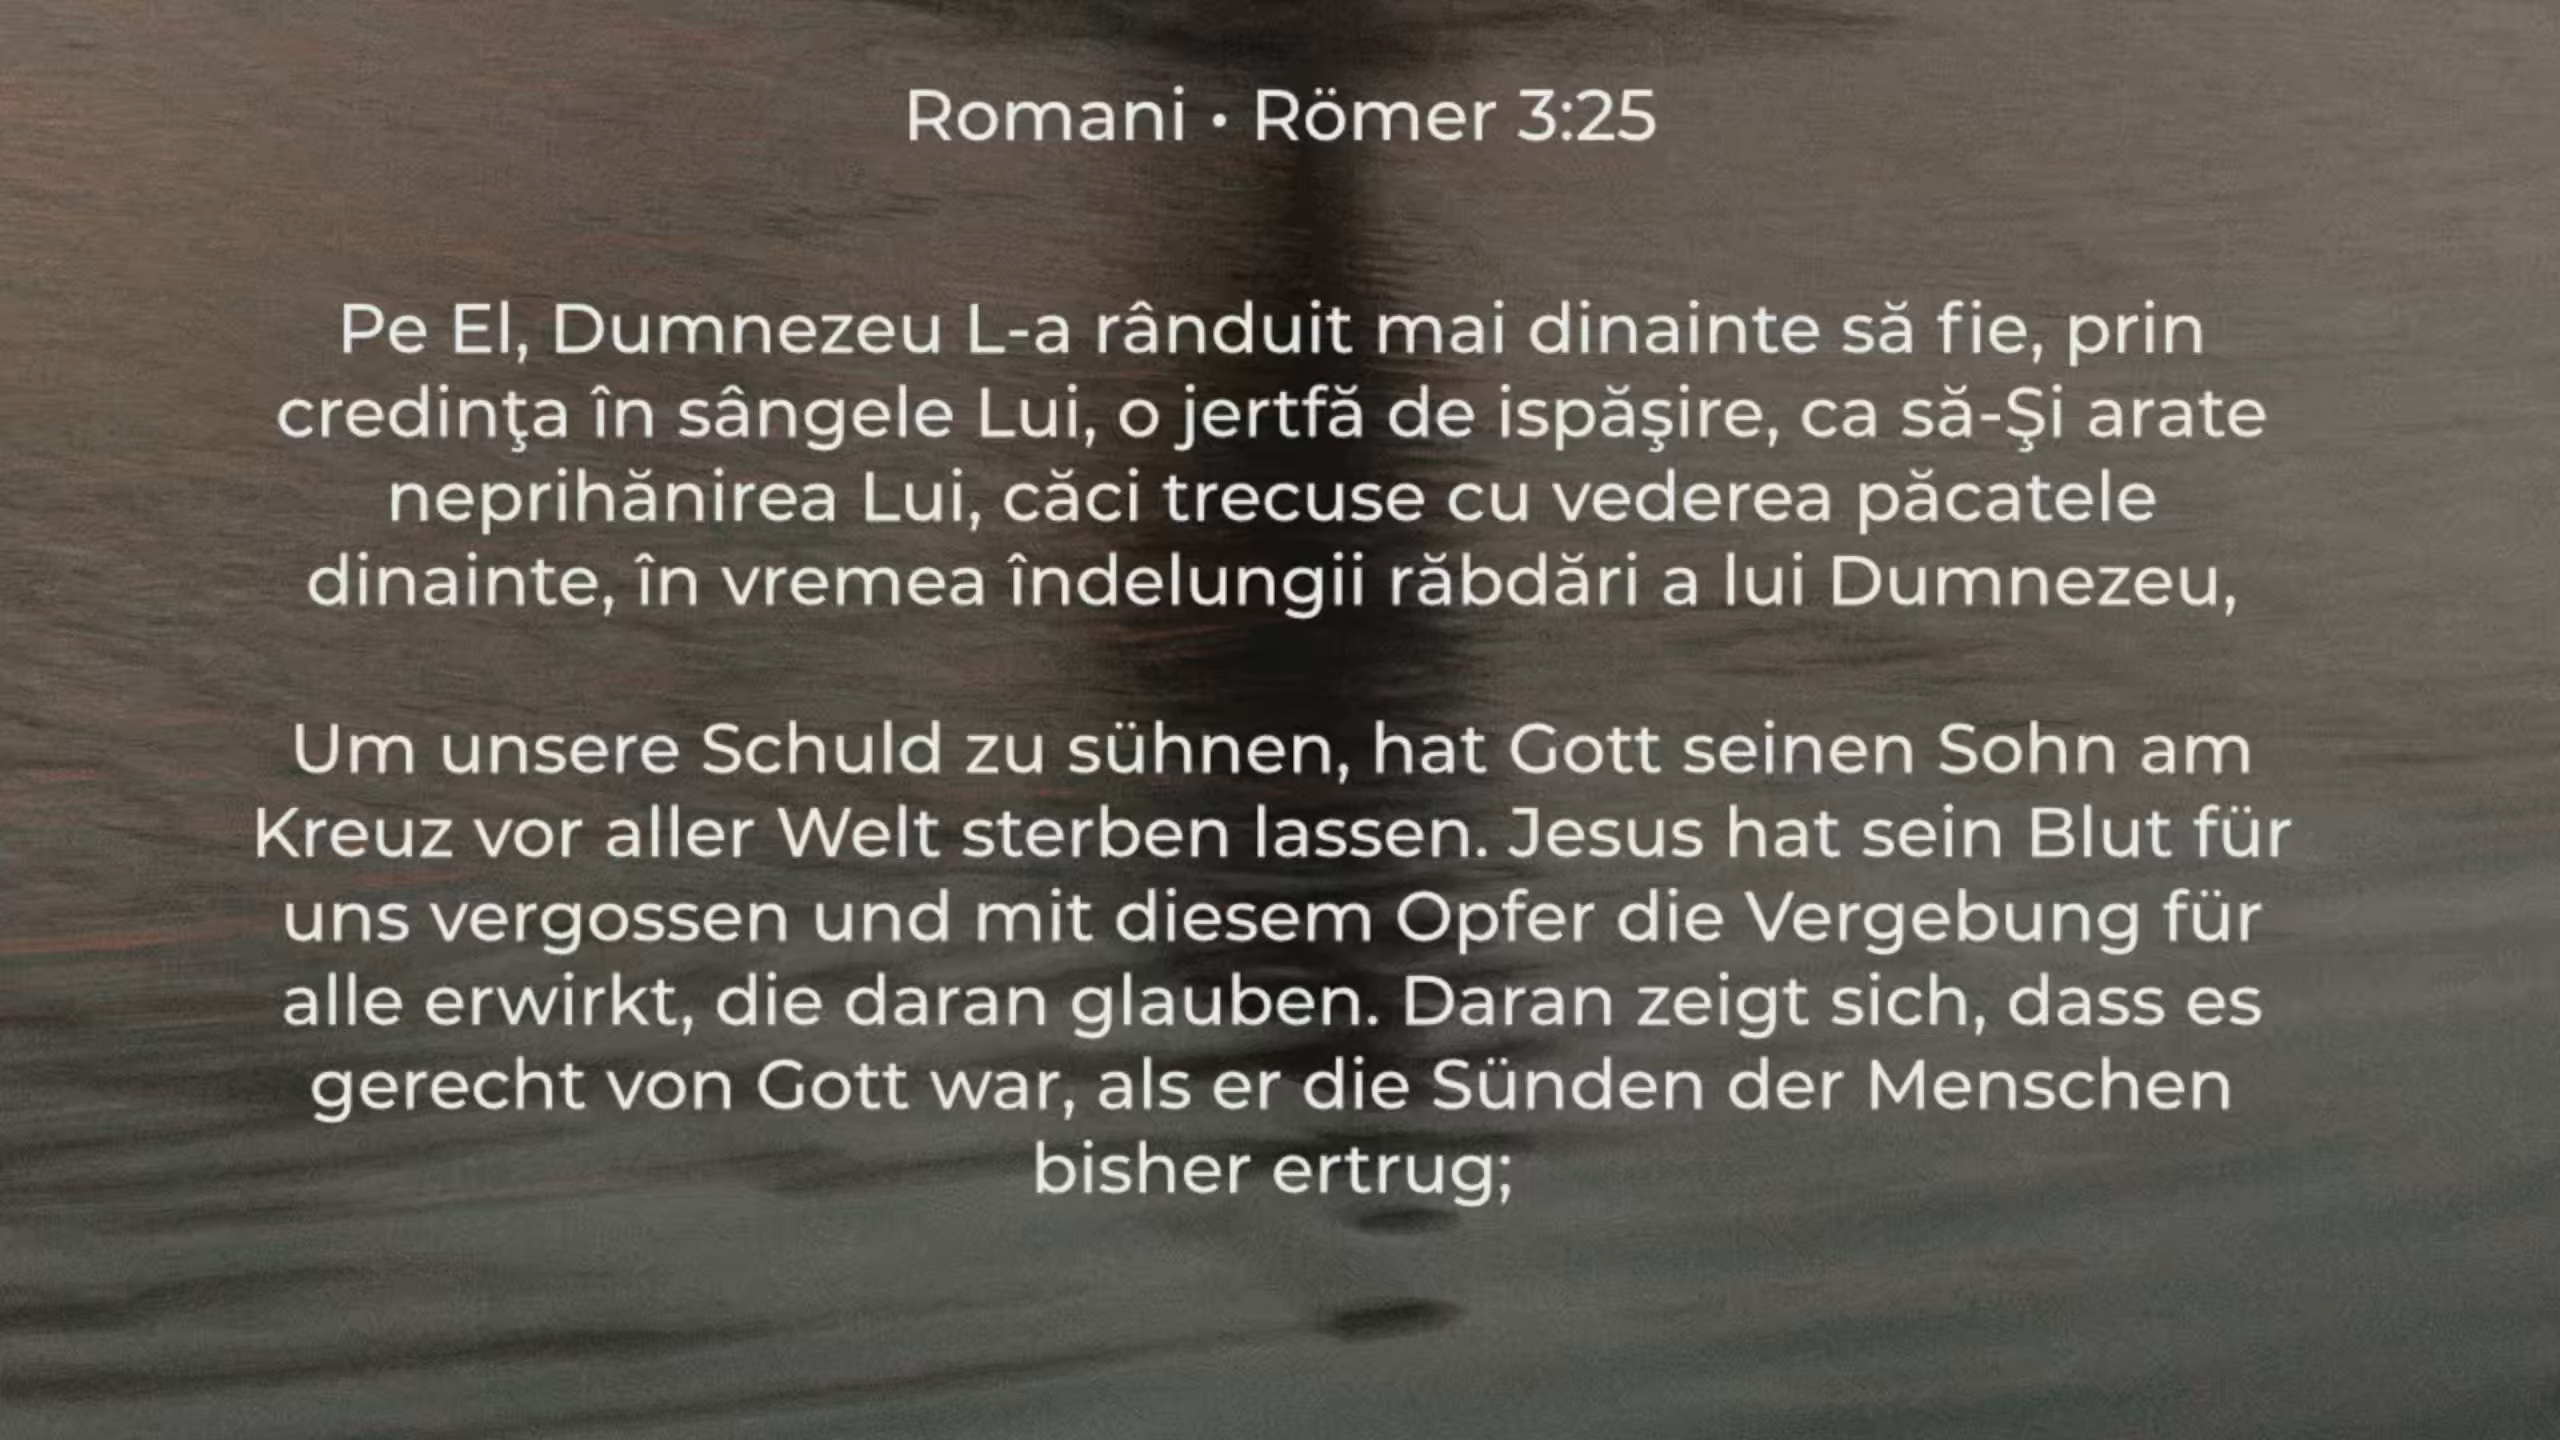 Romani • Römer 3:25
Pe El, Dumnezeu L-a rânduit mai dinainte să fie, prin
credinţa în sângele Lui, o jertfă de ispăşire, ca să-Şi arate
neprihănirea Lui, căci trecuse cu vederea păcatele
dinainte, în vremea îndelungii răbdări a lui Dumnezeu,
Um unsere Schuld zu sühnen, hat Gott seinen Sohn am
Kreuz vor aller Welt sterben lassen. Jesus hat sein Blut für
uns vergossen und mit diesem Opfer die Vergebung für
alle erwirkt, die daran glauben. Daran zeigt sich, dass es
gerecht von Gott war, als er die Sünden der Menschen
bisher ertrug;